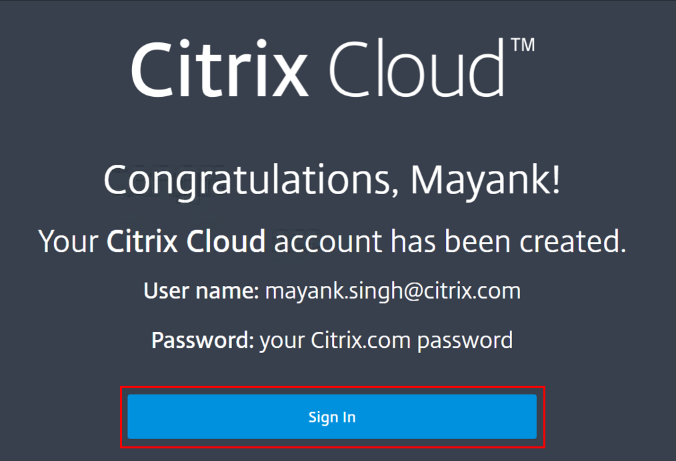 Citrix Cloud™
Congratulations, Mayank!
Your Citrix Cloud account has been created.
User name: mayank.singh@citrix.com
Password: your Citrix.com password
Sign In